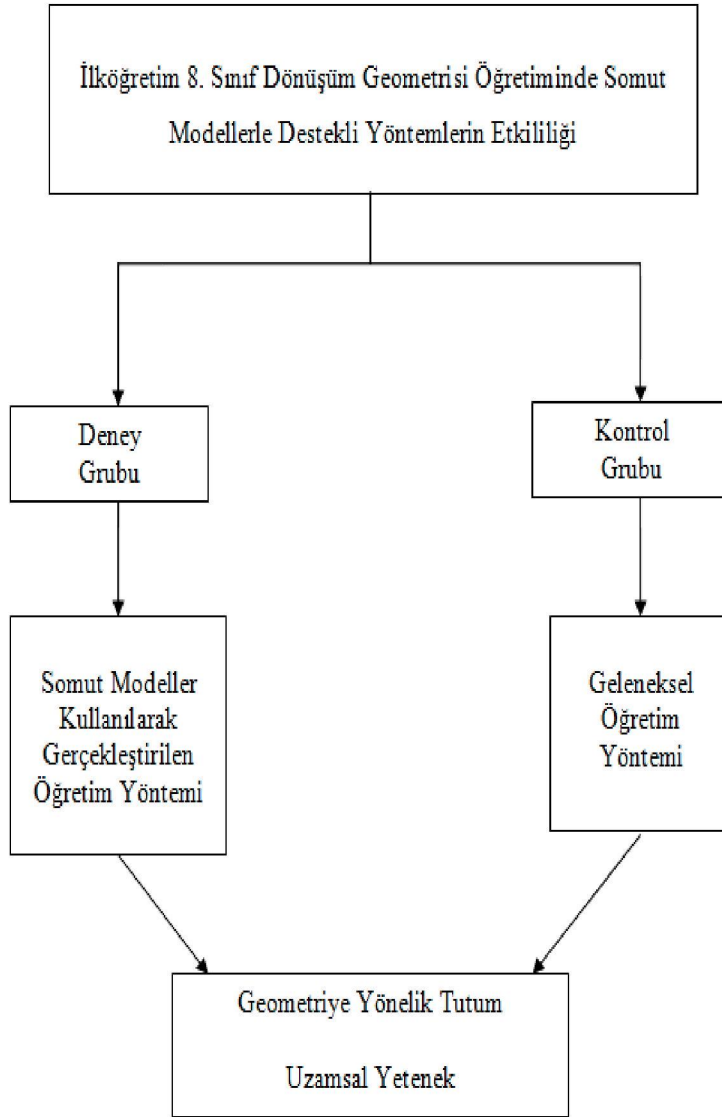 İlköğretim 8. Sınıf Dönüşüm Geometrisi Öğretiminde Somut
Modellerle Destekli Yöntemlerin Etkililiği
Deney
Grubu
Kontrol
Grubu
Somut Modeller
Kullanılarak
Gerçekleştirilen
Öğretim Yöntemi
Geleneksel
Öğretim
Yöntemi
Geometriye Yönelik Tutum
Uzamsal Yetenek